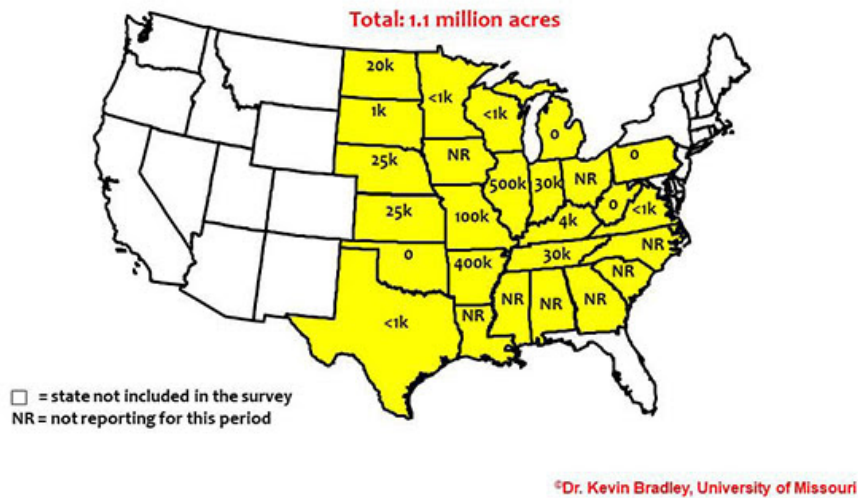 Total: 1.1 million acres
20k
<1k
1k
<1k
0
25k
NR
500k
30k
NR
0
25k
100k
4k
0
<1k
0
400k
30k
NR
NR
<1k
NR
NR
NR
NR
□ = state not included in the survey
NR = not reporting for this period
©Dr. Kevin Bradley, University of Missouri